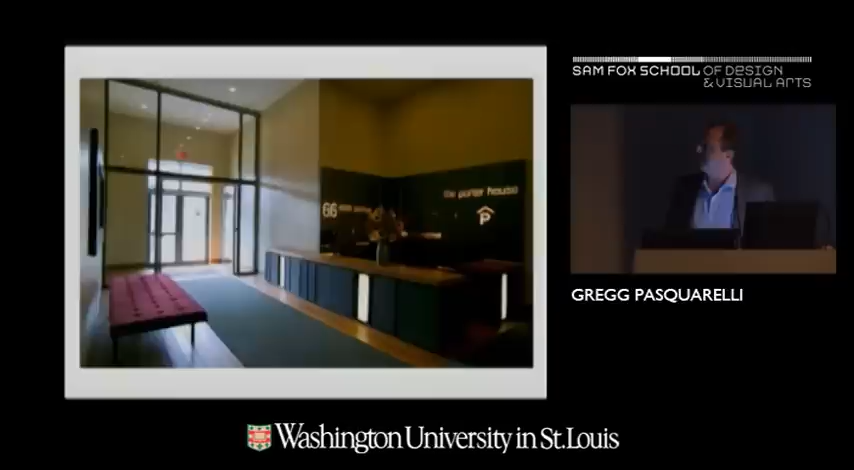 SAM FOX SCHOOL OF DESIGN
& VISUAL ARTS
66
the porter house
P
GREGG PASQUARELLI
Washington University in St. Louis